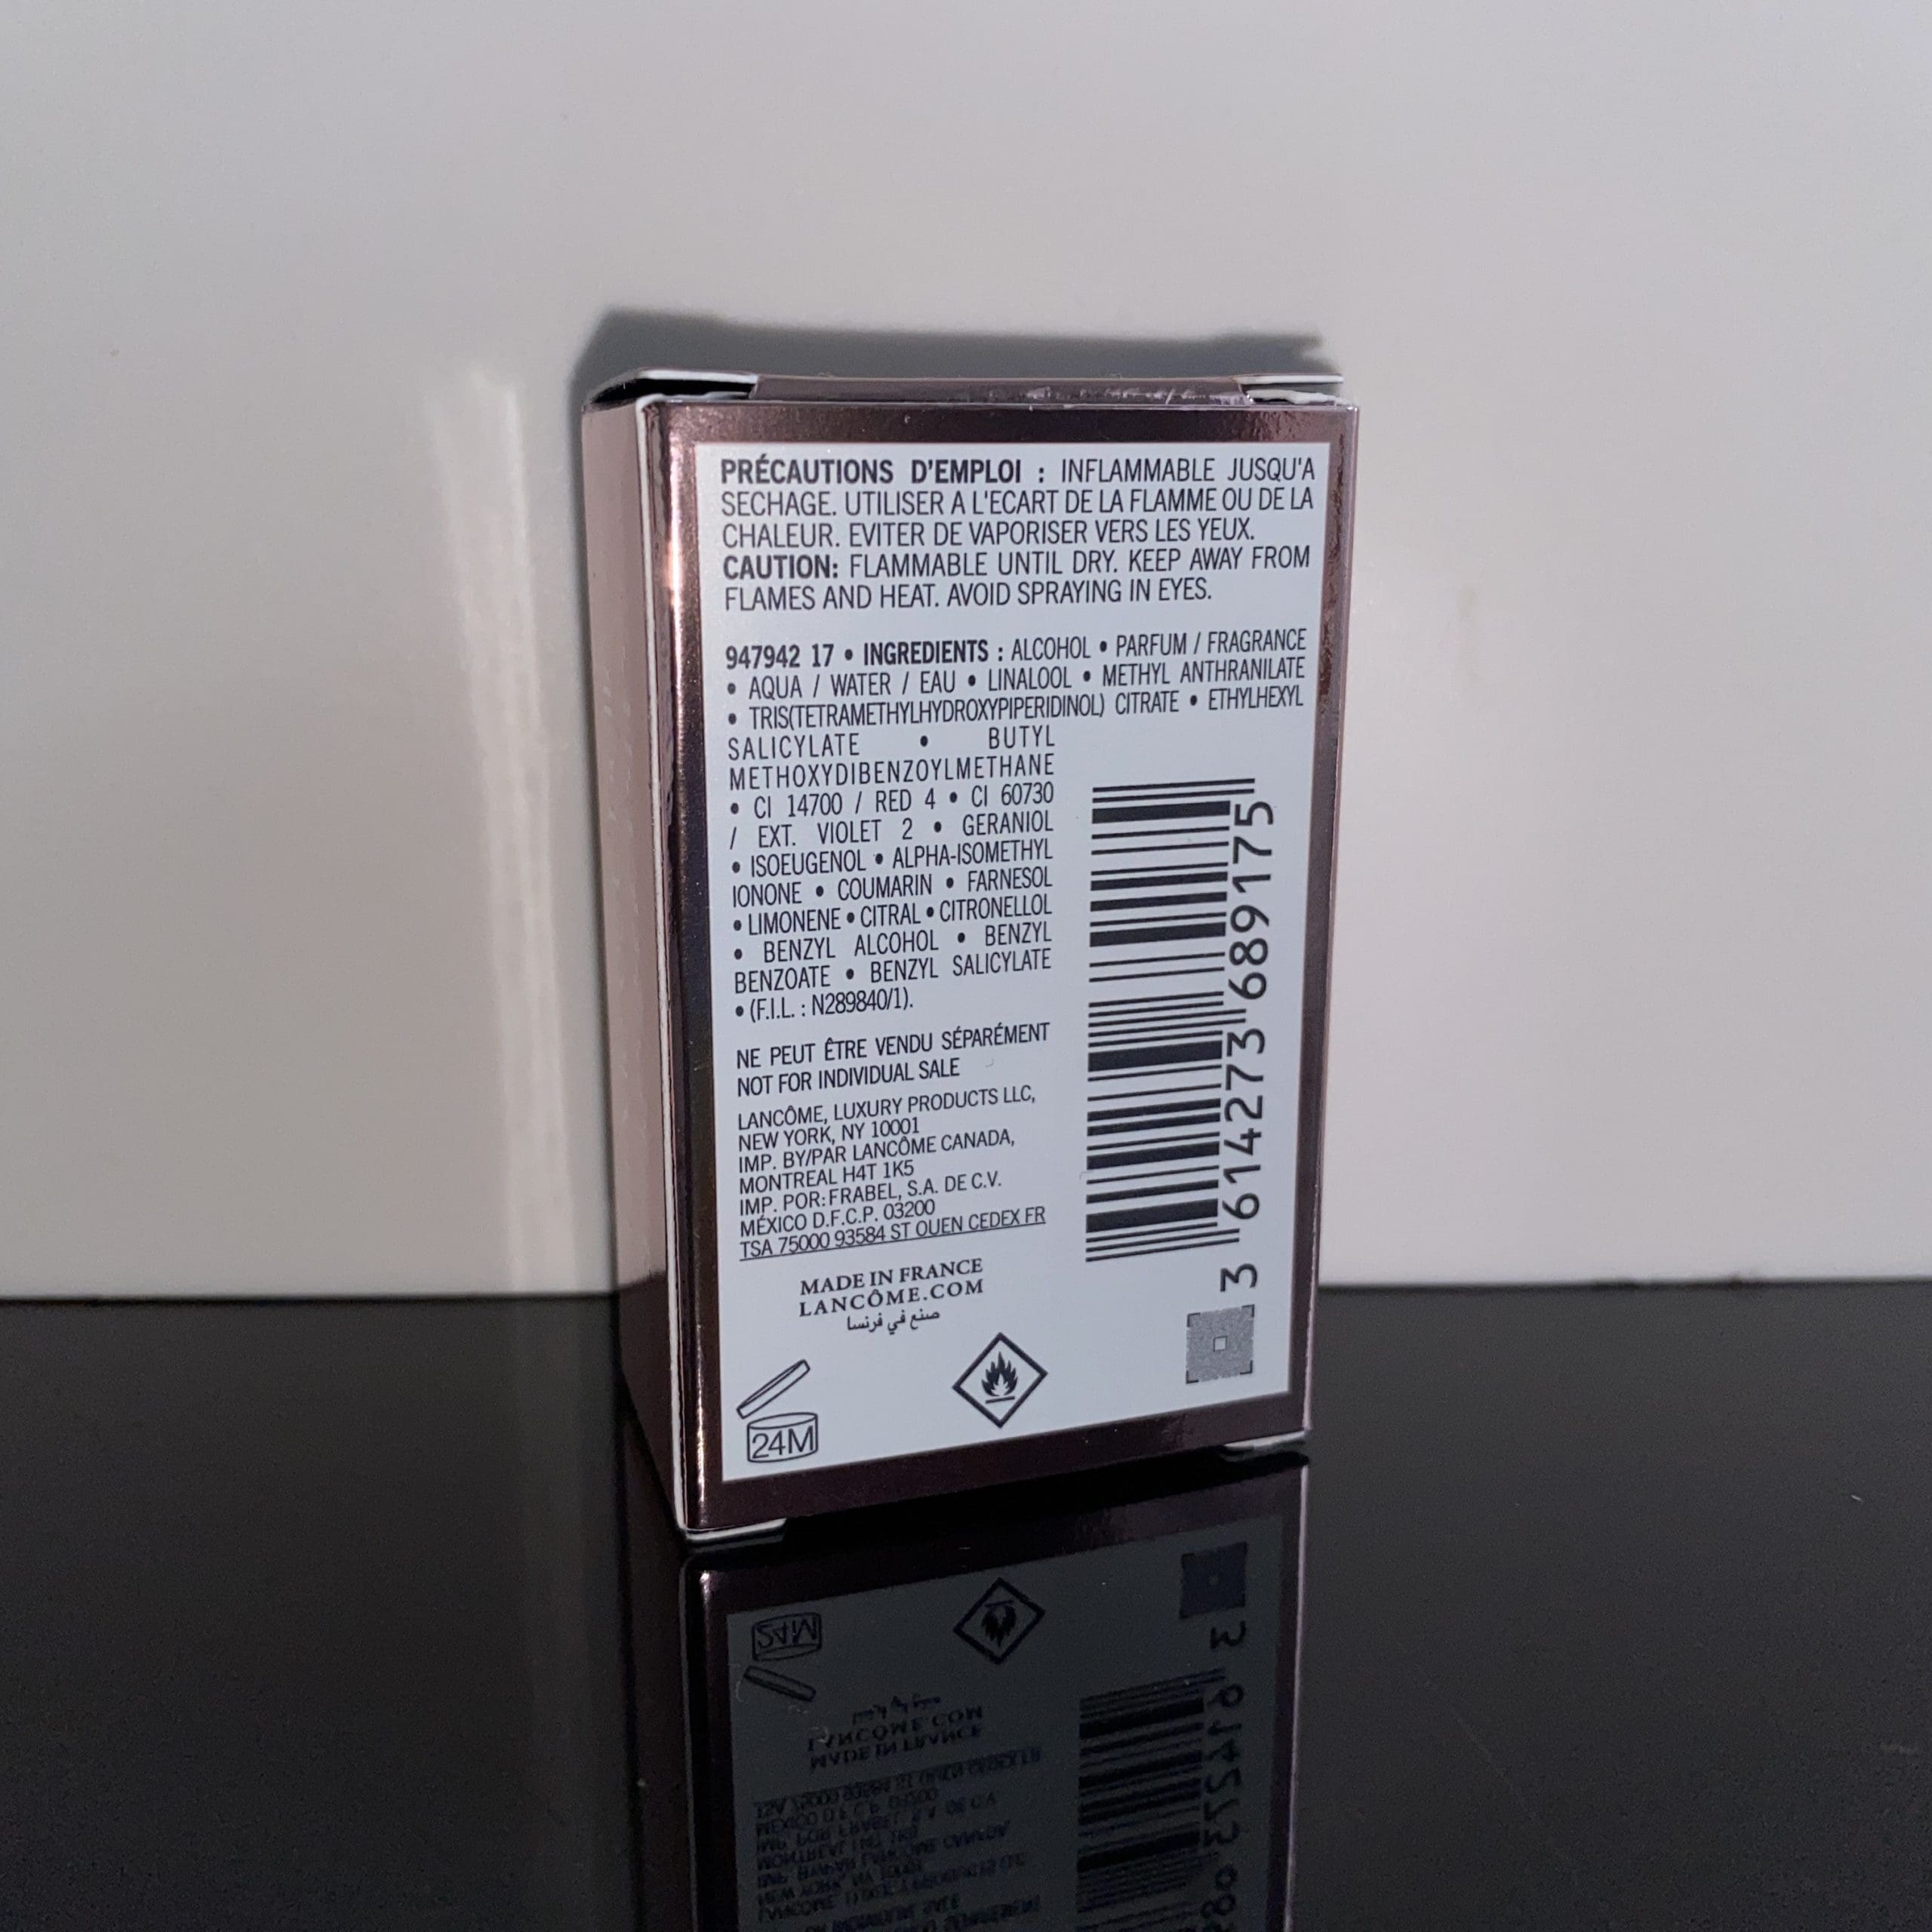 PRÉCAUTIONS D'EMPLOI : INFLAMMABLE JUSQU'A
SECHAGE. UTILISER A L'ECART DE LA FLAMME OU DE LA
CHALEUR. EVITER DE VAPORISER VERS LES YEUX.
CAUTION: FLAMMABLE UNTIL DRY. KEEP AWAY FROM
FLAMES AND HEAT. AVOID SPRAYING IN EYES.
947942 17 • INGREDIENTS : ALCOHOL • PARFUM / FRAGRANCE
• AQUA / WATER / EAU • LINALOOL • METHYL ANTHRANILATE
• TRIS(TETRAMETHYLHYDROXYPIPERIDINOL) CITRATE • ETHYLHEXYL
SALICYLATE • BUTYL
METHOXYDIBENZOYLMETHANE
• CI 14700 / RED 4 • CI 60730
/ EXT. VIOLET 2 • GERANIOL
• ISOEUGENOL • ALPHA-ISOMETHYL
IONONE • COUMARIN • FARNESOL
• LIMONENE • CITRAL • CITRONELLOL
• BENZYL ALCOHOL • BENZYL
BENZOATE • BENZYL SALICYLATE
• (F.I.L. : N289840/1).
NE PEUT ÊTRE VENDU SÉPARÉMENT
NOT FOR INDIVIDUAL SALE
LANCÔME, LUXURY PRODUCTS LLC,
NEW YORK, NY 10001
IMP. BY/PAR LANCÔME CANADA,
MONTREAL H4T 1K5
IMP. POR: FRABEL, S.A. DE C.V.
MÉXICO D.F.C.P. 03200
TSA 75000 93584 ST OUEN CEDEX FR
MADE IN FRANCE
LANCÔME.COM
صنع في فرنسا
24M
3 614273 689175